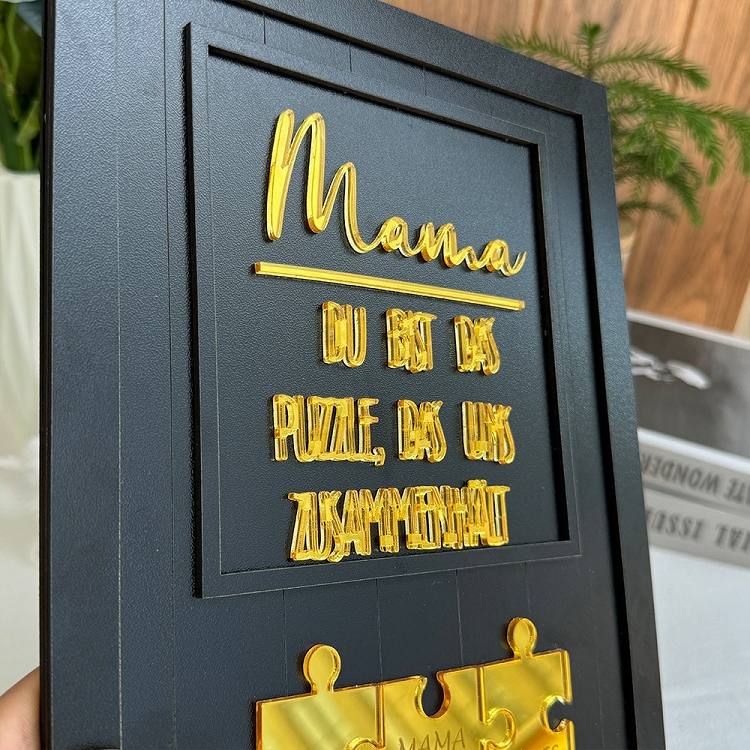 Mama
DU BIST DAS
PUZZLE, DAS UNS
ZUSAMMENHÄLT
MAMA